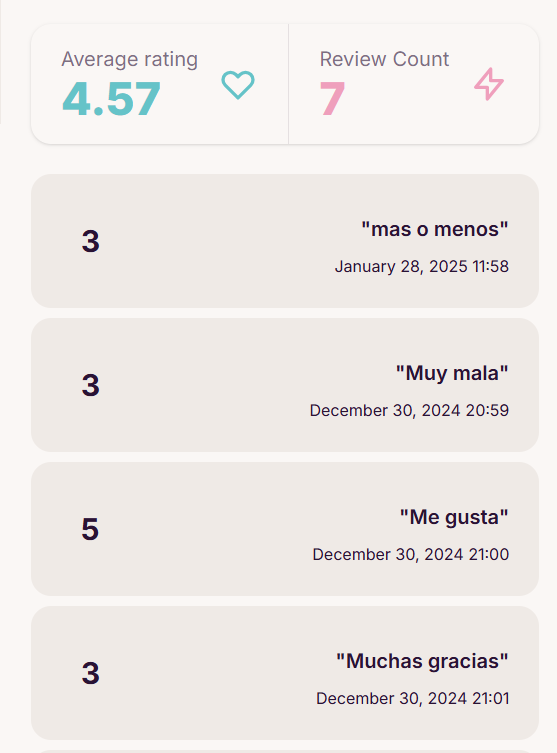 Average rating
4.57
Review Count
7
3
"mas o menos"
January 28, 2025 11:58
3
"Muy mala"
December 30, 2024 20:59
5
"Me gusta"
December 30, 2024 21:00
3
"Muchas gracias"
December 30, 2024 21:01